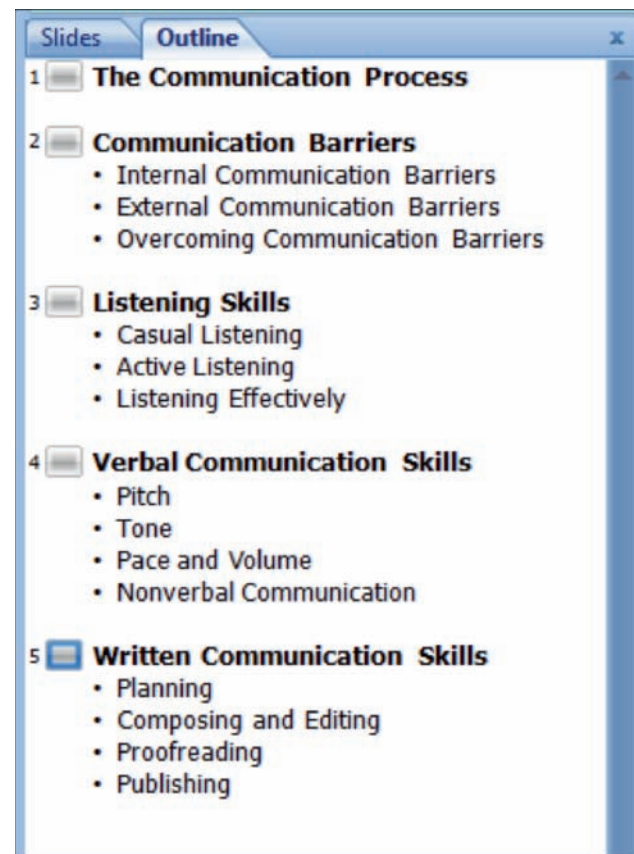 Slides Outline x
1 The Communication Process
2 Communication Barriers
• Internal Communication Barriers
• External Communication Barriers
• Overcoming Communication Barriers
3 Listening Skills
• Casual Listening
• Active Listening
• Listening Effectively
4 Verbal Communication Skills
• Pitch
• Tone
• Pace and Volume
• Nonverbal Communication
5 Written Communication Skills
• Planning
• Composing and Editing
• Proofreading
• Publishing